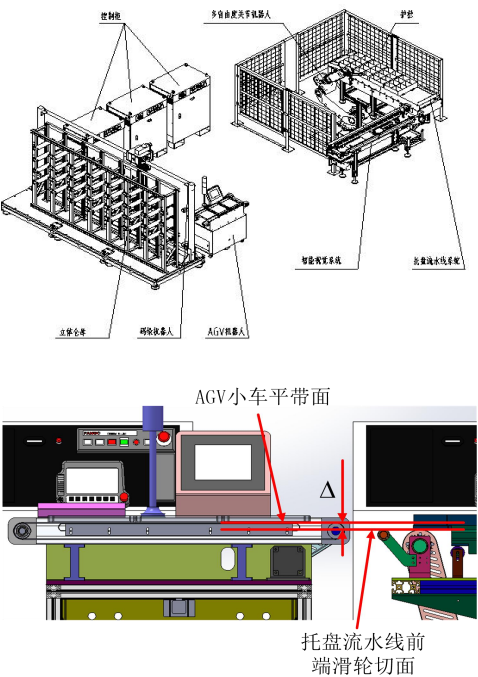 控制柜
多自由度关节机器人
护栏
智能视觉系统
托盘流水线系统
立体仓库
码垛机器人
AGV机器人
AGV小车平带面
Δ
托盘流水线前
端滑轮切面